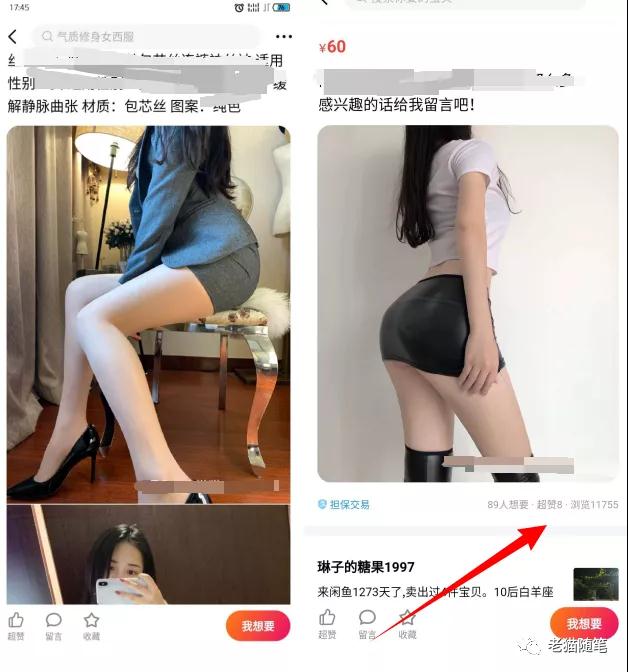 17:45
76
气质修身女西服
适用
性别
缓
解静脉曲张 材质：包芯丝 图案：纯色
超赞
留言
收藏
我想要
¥60
感兴趣的话给我留言吧！
担保交易
89人想要 · 超赞8 · 浏览11755
琳子的糖果1997
来闲鱼1273天了，卖出过4件宝贝。10后白羊座
超赞
留言
收藏
我想要
老猫随笔